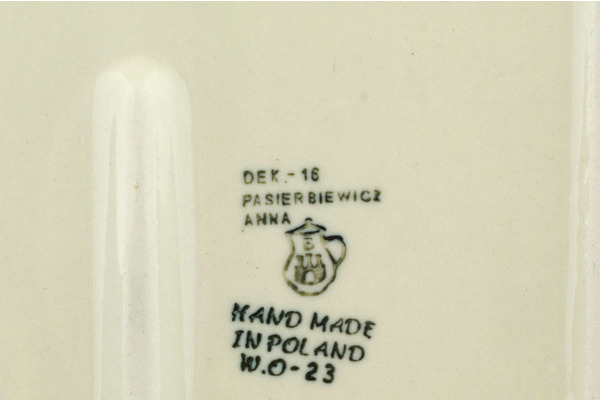 DEK.-16
PASIERBIEWICZ
ANNA
B
HAND MADE
IN POLAND
W.O-23